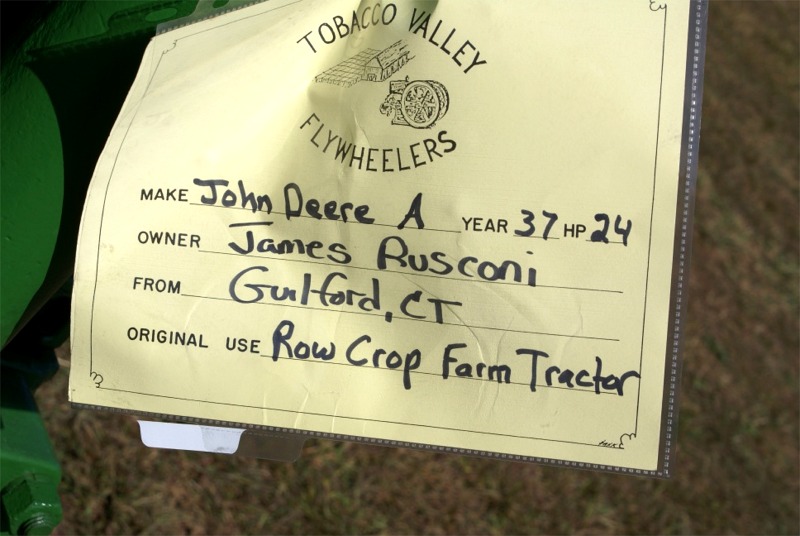 TOBACCO VALLEY
FLYWHEELERS
MAKE John Deere A YEAR 37 HP 24
OWNER James Rusconi
FROM Guilford, CT
ORIGINAL USE Row Crop Farm Tractor